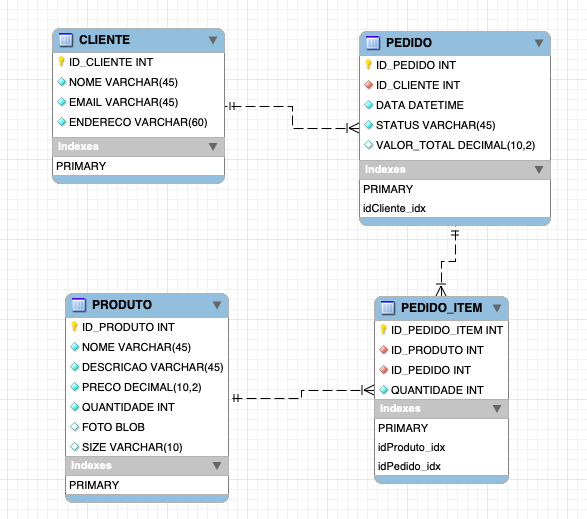 CLIENTE
ID_CLIENTE INT
NOME VARCHAR(45)
EMAIL VARCHAR(45)
ENDERECO VARCHAR(60)
Indexes
PRIMARY
PEDIDO
ID_PEDIDO INT
ID_CLIENTE INT
DATA DATETIME
STATUS VARCHAR(45)
VALOR_TOTAL DECIMAL(10,2)
Indexes
PRIMARY
idCliente_idx
PRODUTO
ID_PRODUTO INT
NOME VARCHAR(45)
DESCRICAO VARCHAR(45)
PRECO DECIMAL(10,2)
QUANTIDADE INT
FOTO BLOB
SIZE VARCHAR(10)
Indexes
PRIMARY
PEDIDO_ITEM
ID_PEDIDO_ITEM INT
ID_PRODUTO INT
ID_PEDIDO INT
QUANTIDADE INT
Indexes
PRIMARY
idProduto_idx
idPedido_idx